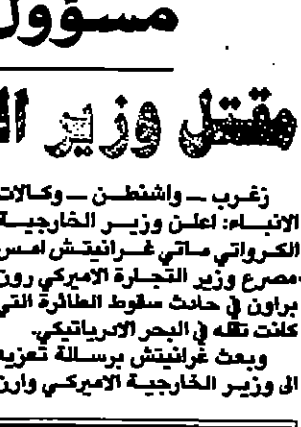 مسؤول
مقتل وزير ال
زغرب ــ واشنطن ــ وكالات
الانباء: اعلن وزير الخارجية
الكرواتي ماتي غرانيتش امس
مصرع وزير التجارة الاميركي رون
براون في حادث سقوط الطائرة التي
كانت تقله في البحر الادرياتيكي.
وبعث غرانيتش برسالة تعزية
الى وزير الخارجية الاميركي وارن